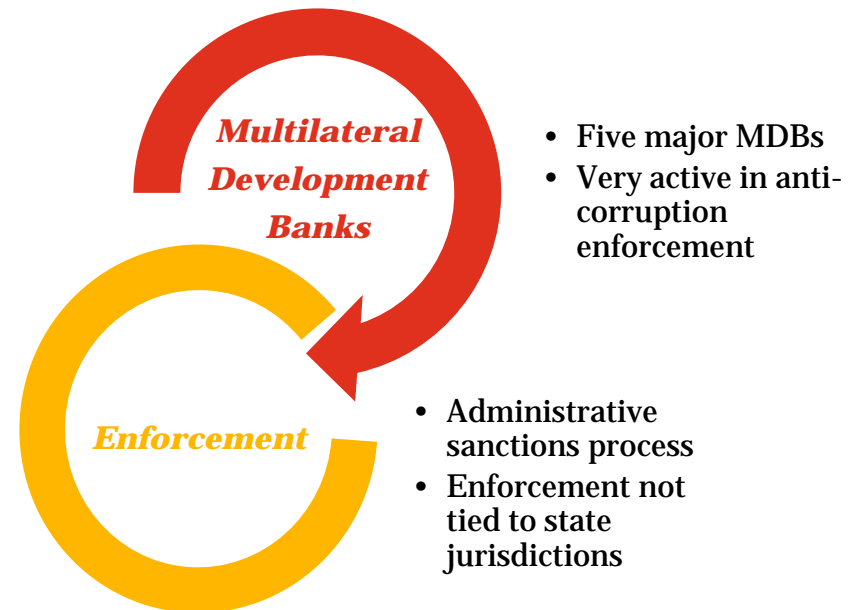 Multilateral
Development
Banks
• Five major MDBs
• Very active in anti-
corruption
enforcement
Enforcement
• Administrative
sanctions process
• Enforcement not
tied to state
jurisdictions